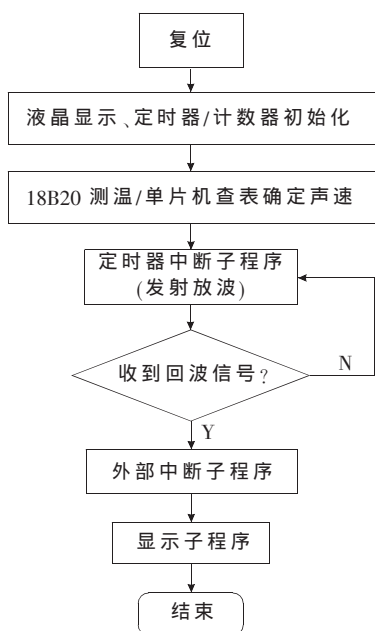 复位
液晶显示、定时器/计数器初始化
18B20 测温/单片机查表确定声速
定时器中断子程序
(发射放波)
收到回波信号?
N
Y
外部中断子程序
显示子程序
结束